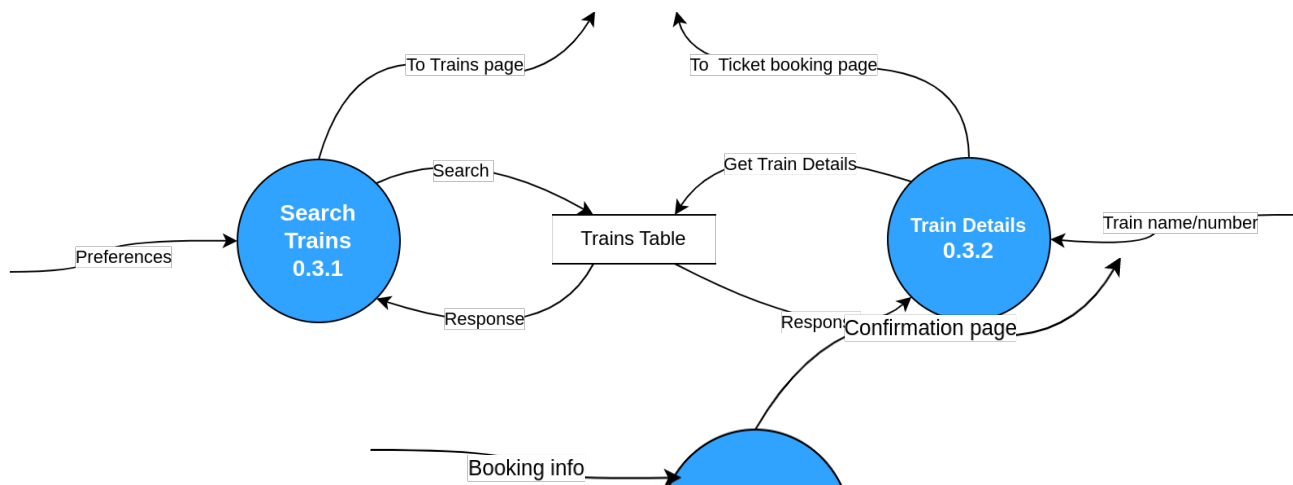 To Trains page
To  Ticket booking page
Search
Get Train Details
Search
Trains
0.3.1
Trains Table
Train Details
0.3.2
Train name/number
Preferences
Response
Confirmation page
Booking info